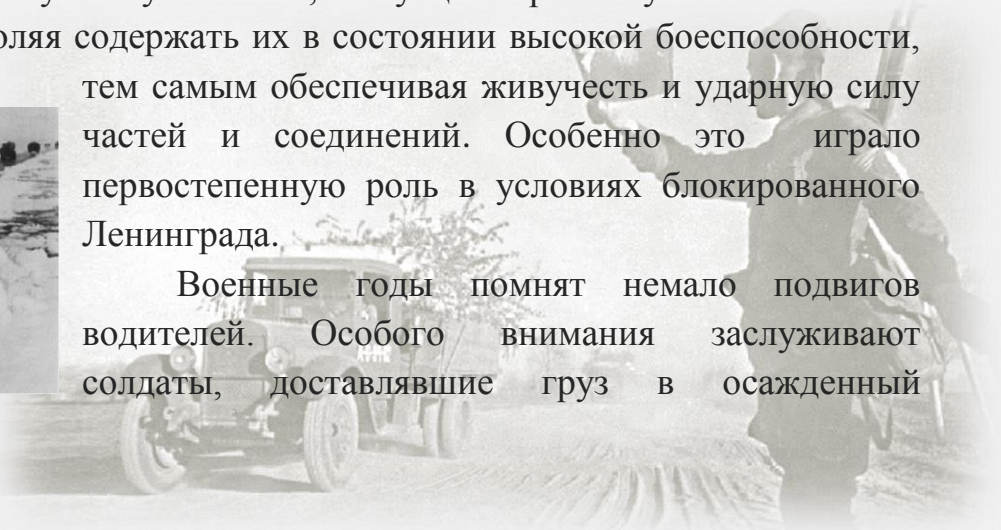 содержать их в состоянии высокой боеспособности,
тем самым обеспечивая живучесть и ударную силу
частей и соединений. Особенно это играло
первостепенную роль в условиях блокированного
Ленинграда.
Военные годы помнят немало подвигов
водителей. Особого внимания заслуживают
солдаты, доставлявшие груз в осажденный